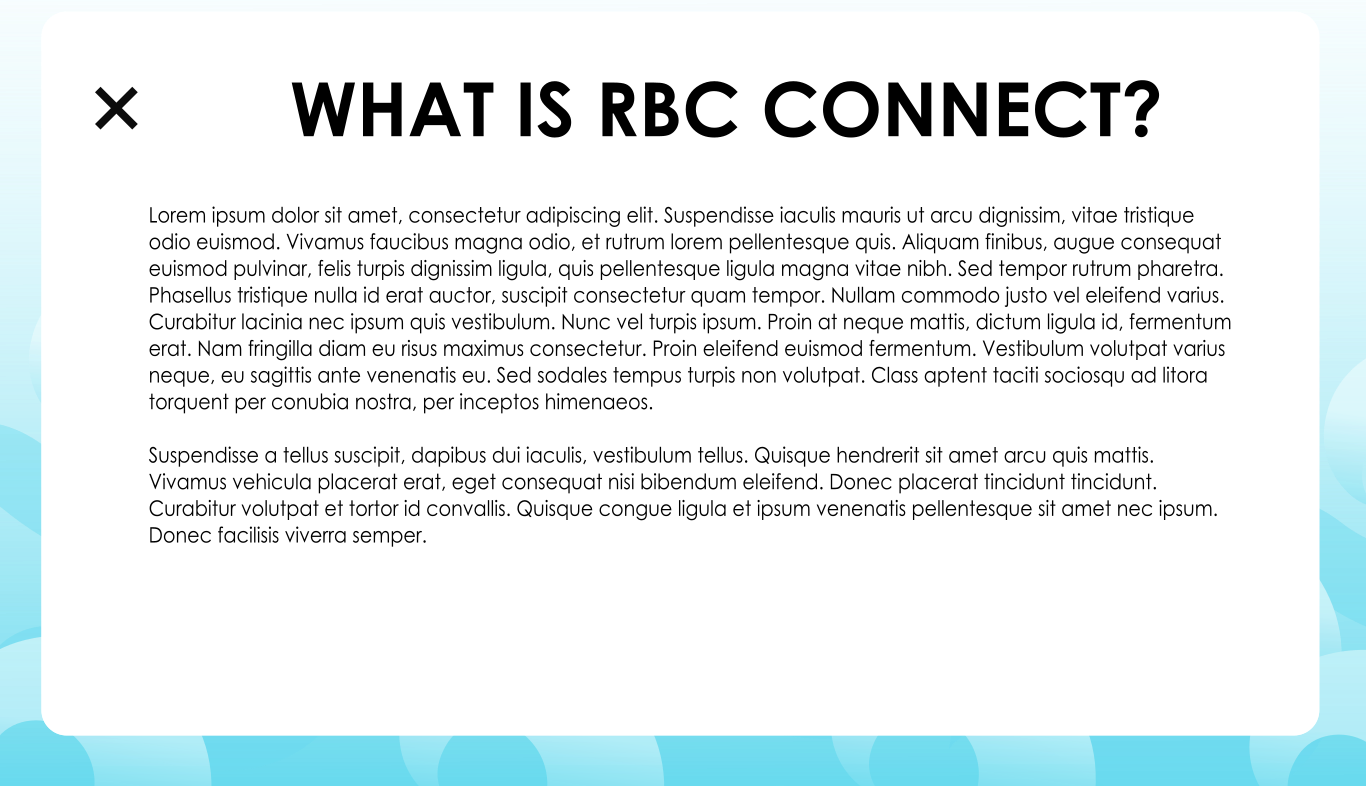 WHAT IS RBC CONNECT?
Lorem ipsum dolor sit amet, consectetur adipiscing elit. Suspendisse iaculis mauris ut arcu dignissim, vitae tristique
odio euismod. Vivamus faucibus magna odio, et rutrum lorem pellentesque quis. Aliquam finibus, augue consequat
euismod pulvinar, felis turpis dignissim ligula, quis pellentesque ligula magna vitae nibh. Sed tempor rutrum pharetra.
Phasellus tristique nulla id erat auctor, suscipit consectetur quam tempor. Nullam commodo justo vel eleifend varius.
Curabitur lacinia nec ipsum quis vestibulum. Nunc vel turpis ipsum. Proin at neque mattis, dictum ligula id, fermentum
erat. Nam fringilla diam eu risus maximus consectetur. Proin eleifend euismod fermentum. Vestibulum volutpat varius
neque, eu sagittis ante venenatis eu. Sed sodales tempus turpis non volutpat. Class aptent taciti sociosqu ad litora
torquent per conubia nostra, per inceptos himenaeos.
Suspendisse a tellus suscipit, dapibus dui iaculis, vestibulum tellus. Quisque hendrerit sit amet arcu quis mattis.
Vivamus vehicula placerat erat, eget consequat nisi bibendum eleifend. Donec placerat tincidunt tincidunt.
Curabitur volutpat et tortor id convallis. Quisque congue ligula et ipsum venenatis pellentesque sit amet nec ipsum.
Donec facilisis viverra semper.